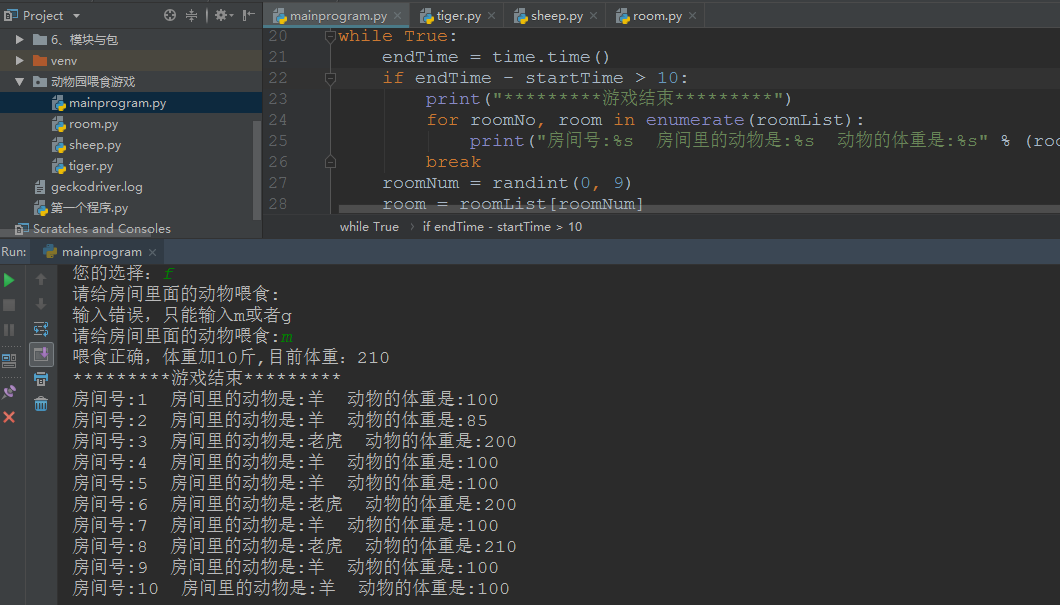 Project
6、模块与包
venv
动物园喂食游戏
mainprogram.py
room.py
sheep.py
tiger.py
geckodriver.log
第一个程序.py
Scratches and Consoles
mainprogram.py tiger.py sheep.py room.py
20 while True:
21 endTime = time.time()
22 if endTime - startTime > 10:
23 print("*********游戏结束*********")
24 for roomNo, room in enumerate(roomList):
25 print("房间号:%s 房间里的动物是:%s 动物的体重是:%s" % (roo
26 break
27 roomNum = randint(0, 9)
28 room = roomList[roomNum]
while True › if endTime - startTime > 10
Run: mainprogram
您的选择: f
请给房间里面的动物喂食:
输入错误, 只能输入m或者g
请给房间里面的动物喂食:m
喂食正确, 体重加10斤,目前体重: 210
*********游戏结束*********
房间号:1 房间里的动物是:羊 动物的体重是:100
房间号:2 房间里的动物是:羊 动物的体重是:85
房间号:3 房间里的动物是:老虎 动物的体重是:200
房间号:4 房间里的动物是:羊 动物的体重是:100
房间号:5 房间里的动物是:羊 动物的体重是:100
房间号:6 房间里的动物是:老虎 动物的体重是:200
房间号:7 房间里的动物是:羊 动物的体重是:100
房间号:8 房间里的动物是:老虎 动物的体重是:210
房间号:9 房间里的动物是:羊 动物的体重是:100
房间号:10 房间里的动物是:羊 动物的体重是:100